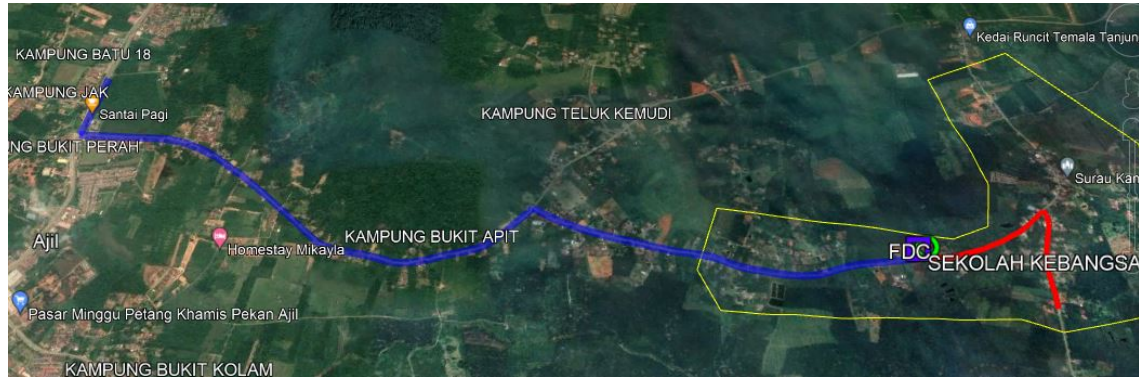 KAMPUNG BATU 18
Kedai Runcit Temala Tanjun
KAMPUNG JAK
Santai Pagi
KAMPUNG TELUK KEMUDI
NG BUKIT PERAH
Surau Kam
Ajil
Homestay Mikayla
KAMPUNG BUKIT APIT
FDC
SEKOLAH KEBANGSA
Pasar Minggu Petang Khamis Pekan Ajil
KAMPUNG BUKIT KOLAM